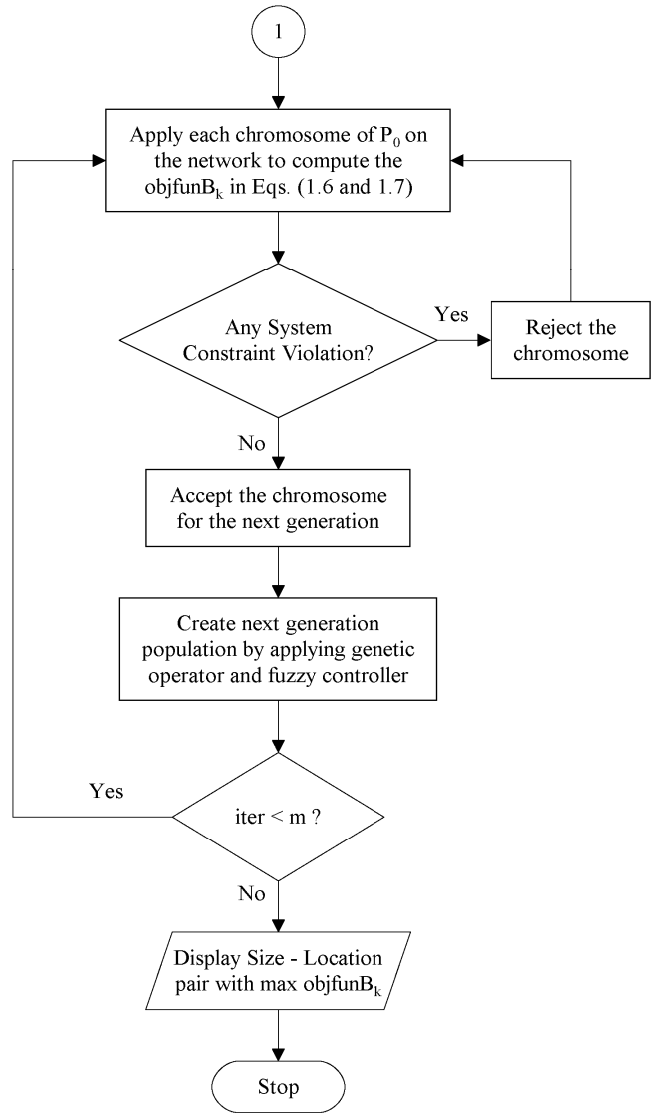 1
Apply each chromosome of P0 on
the network to compute the
objfunBk in Eqs. (1.6 and 1.7)
Any System
Constraint Violation?
Yes
Reject the
chromosome
No
Accept the chromosome
for the next generation
Create next generation
population by applying genetic
operator and fuzzy controller
Yes
iter < m ?
No
Display Size - Location
pair with max objfunBk
Stop